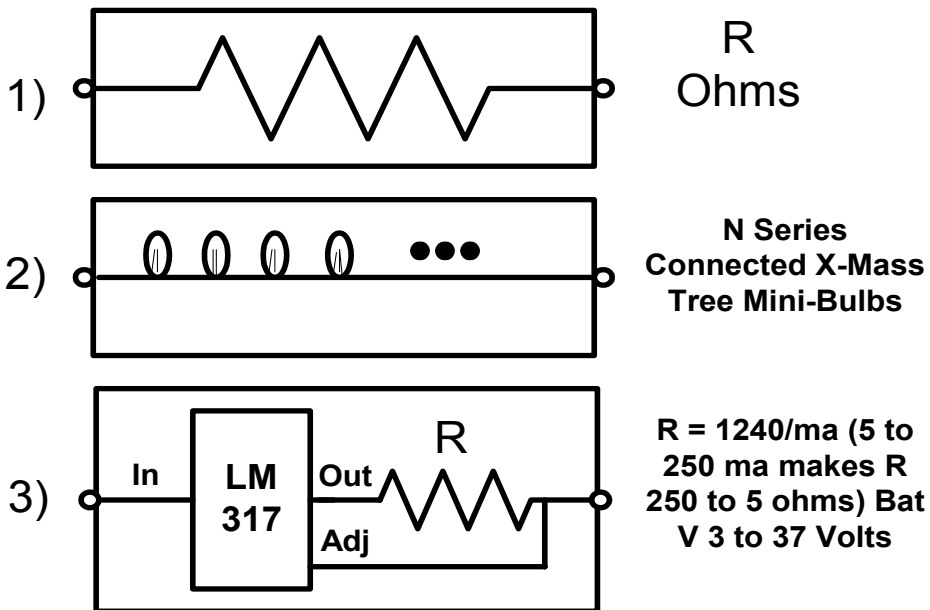 1)
R
Ohms
2)
N Series
Connected X-Mass
Tree Mini-Bulbs
3)
In
LM
317
Out
Adj
R
R = 1240/ma (5 to
250 ma makes R
250 to 5 ohms) Bat
V 3 to 37 Volts